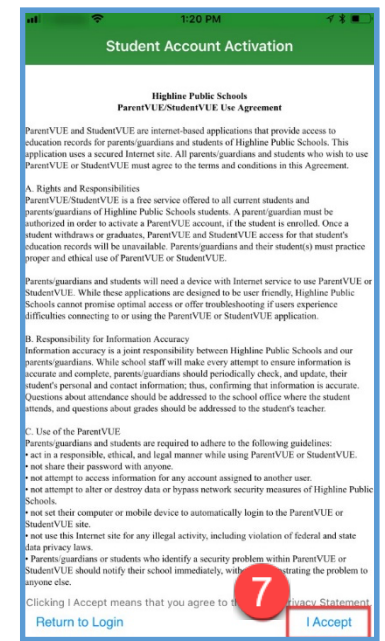 1:20 PM
Student Account Activation
Highline Public Schools
ParentVUE/StudentVUE Use Agreement
ParentVUE and StudentVUE are internet-based applications that provide access to
education records for parents/guardians and students of Highline Public Schools. This
application uses a secured Internet site. All parents/guardians and students who wish to use
ParentVUE or StudentVUE must agree to the terms and conditions in this Agreement.
A. Rights and Responsibilities
ParentVUE/StudentVUE is a free service offered to all current students and
parents/guardians of Highline Public Schools students. A parent/guardian must be
authorized in order to activate a ParentVUE account, if the student is enrolled. Once a
student withdraws or graduates, ParentVUE and StudentVUE access for that student's
education records will be unavailable. Parents/guardians and their student(s) must practice
proper and ethical use of ParentVUE or StudentVUE.
Parents/guardians and students will need a device with Internet service to use ParentVUE or
StudentVUE. While these applications are designed to be user friendly, Highline Public
Schools cannot promise optimal access or offer troubleshooting if users experience
difficulties connecting to or using the ParentVUE or StudentVUE application.
B. Responsibility for Information Accuracy
Information accuracy is a joint responsibility between Highline Public Schools and our
parents/guardians. While school staff will make every attempt to ensure information is
accurate and complete, parents/guardians should periodically check, and update, their
student's personal and contact information; thus, confirming that information is accurate.
Questions about attendance should be addressed to the school office where the student
attends, and questions about grades should be addressed to the student's teacher.
C. Use of the ParentVUE
Parents/guardians and students are required to adhere to the following guidelines:
• act in a responsible, ethical, and legal manner while using ParentVUE or StudentVUE.
• not share their password with anyone.
• not attempt to access information for any account assigned to another user.
• not attempt to alter or destroy data or bypass network security measures of Highline Public
Schools.
• not set their computer or mobile device to automatically login to the ParentVUE or
StudentVUE site.
• not use this Internet site for any illegal activity, including violation of federal and state
data privacy laws.
• Parents/guardians or students who identify a security problem within ParentVUE or
StudentVUE should notify their school immediately, strating the problem to
anyone else.
Clicking I Accept means that you agree to Statement
7
Return to Login
I Accept